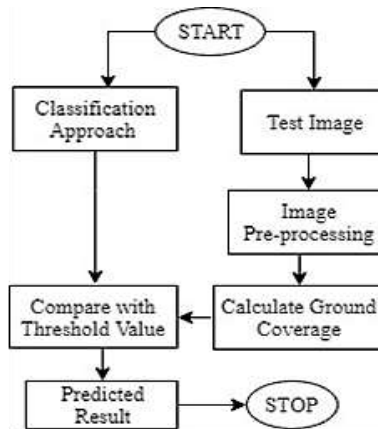 START
Classification
Approach
Test Image
Image
Pre-processing
Compare with
Threshold Value
Calculate Ground
Coverage
Predicted
Result
STOP